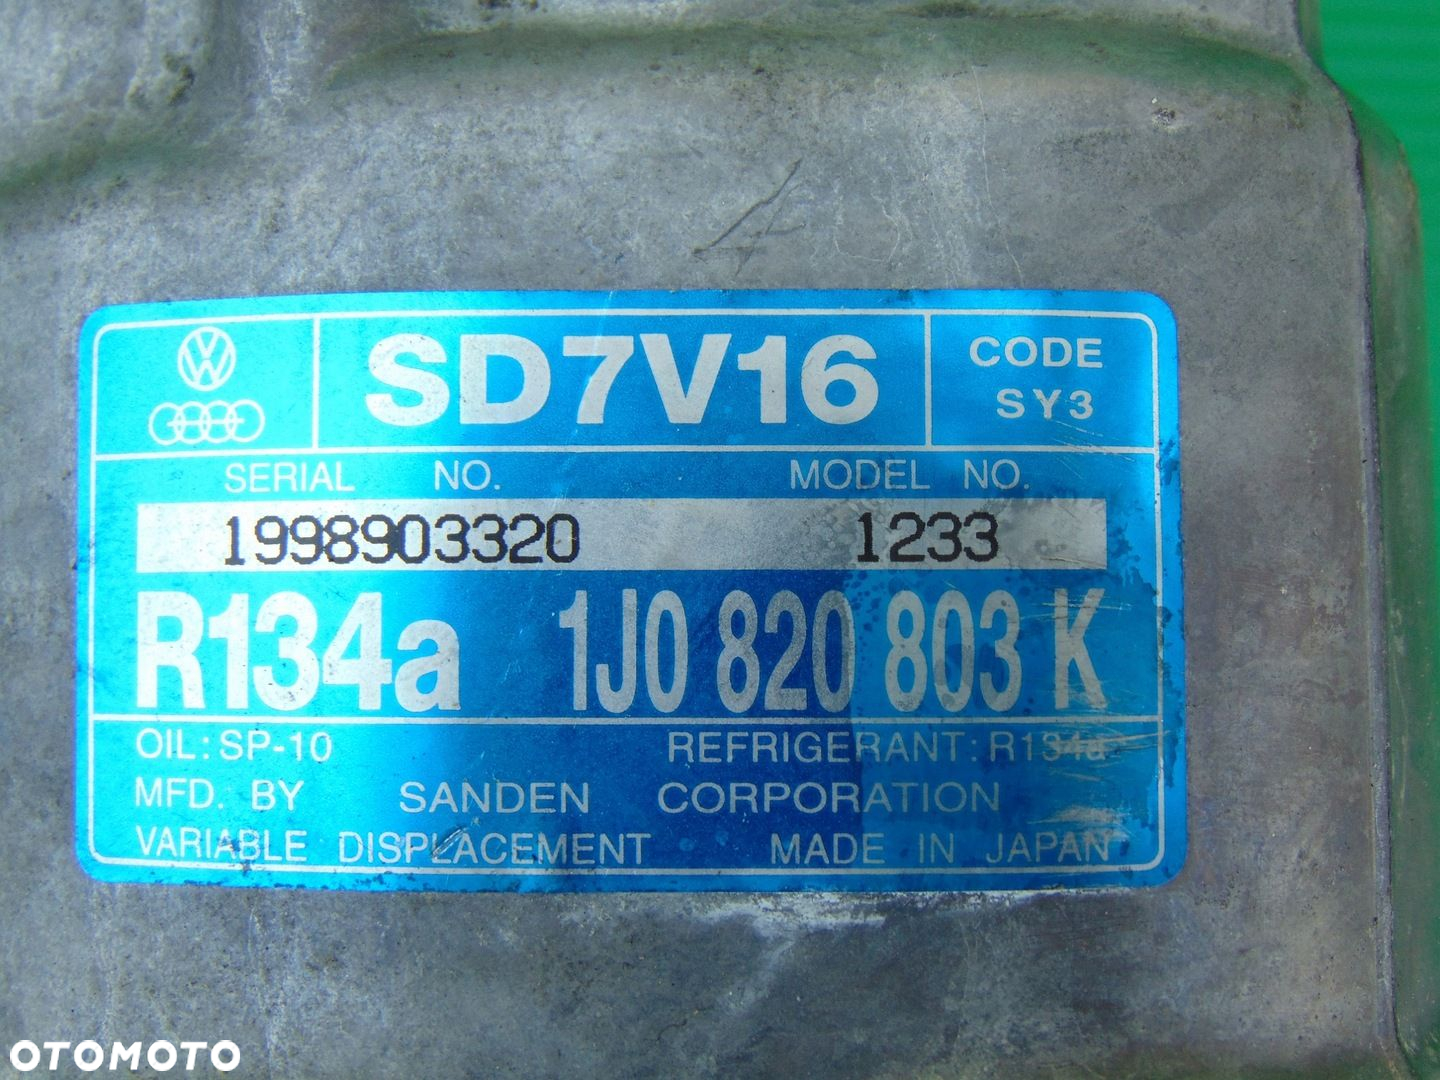 SD7V16
CODE
SY3
SERIAL NO. MODEL NO.
1998903320 1233
R134a 1J0 820 803 K
OIL: SP-10 REFRIGERANT: R134a
MFD. BY SANDEN CORPORATION
VARIABLE DISPLACEMENT MADE IN JAPAN
OTOMOTO